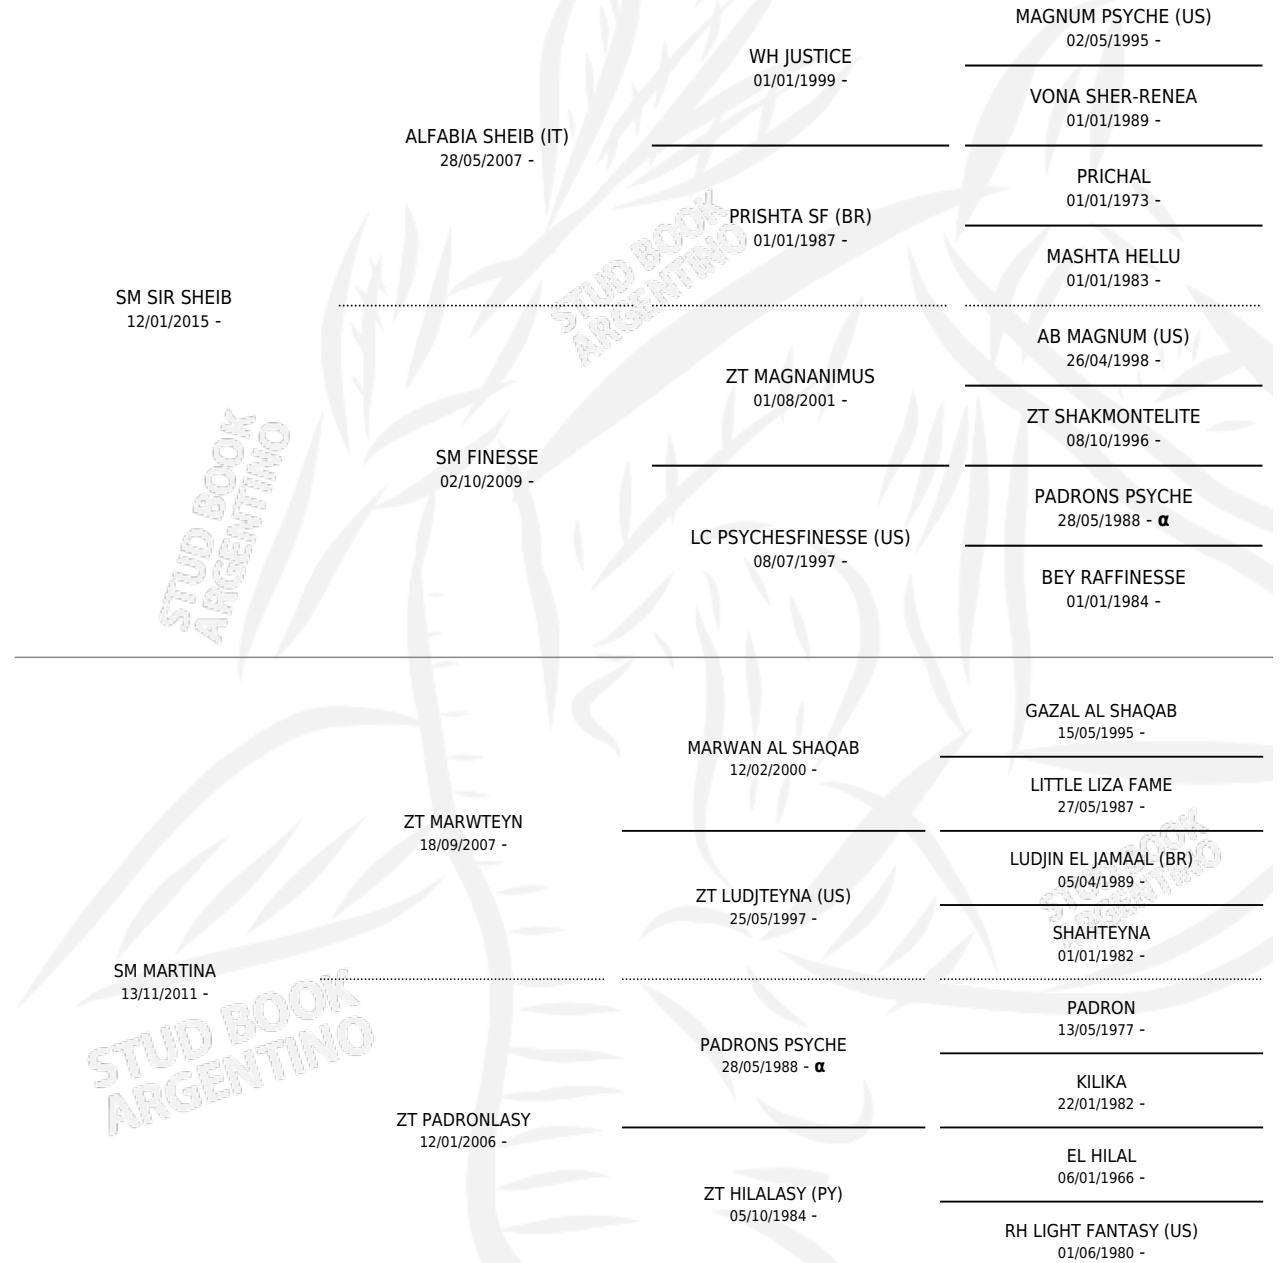 MAGNUM PSYCHE (US)
02/05/1995 -
WH JUSTICE
01/01/1999 -
VONA SHER-RENEA
01/01/1989 -
ALFABIA SHEIB (IT)
28/05/2007 -
PRICHAL
01/01/1973 -
PRISHTA SF (BR)
01/01/1987 -
MASHTA HELLU
01/01/1983 -
SM SIR SHEIB
12/01/2015 -
STUD BOOK
ARGENTINO
AB MAGNUM (US)
26/04/1998 -
ZT MAGNANIMUS
01/08/2001 -
ZT SHAKMONTELITE
08/10/1996 -
SM FINESSE
02/10/2009 -
PADRONS PSYCHE
28/05/1988 - α
LC PSYCHESFINESSE (US)
08/07/1997 -
BEY RAFFINESSE
01/01/1984 -
STUD BOOK
ARGENTINO
GAZAL AL SHAQAB
15/05/1995 -
MARWAN AL SHAQAB
12/02/2000 -
LITTLE LIZA FAME
27/05/1987 -
ZT MARWTEYN
18/09/2007 -
LUDJIN EL JAMAAL (BR)
05/04/1989 -
STUD BOOK
ARGENTINO
ZT LUDJTEYNA (US)
25/05/1997 -
SHAHTEYNA
01/01/1982 -
SM MARTINA
13/11/2011 -
STUD BOOK
ARGENTINO
PADRON
13/05/1977 -
PADRONS PSYCHE
28/05/1988 - α
KILIKA
22/01/1982 -
ZT PADRONLASY
12/01/2006 -
EL HILAL
06/01/1966 -
ZT HILALASY (PY)
05/10/1984 -
RH LIGHT FANTASY (US)
01/06/1980 -